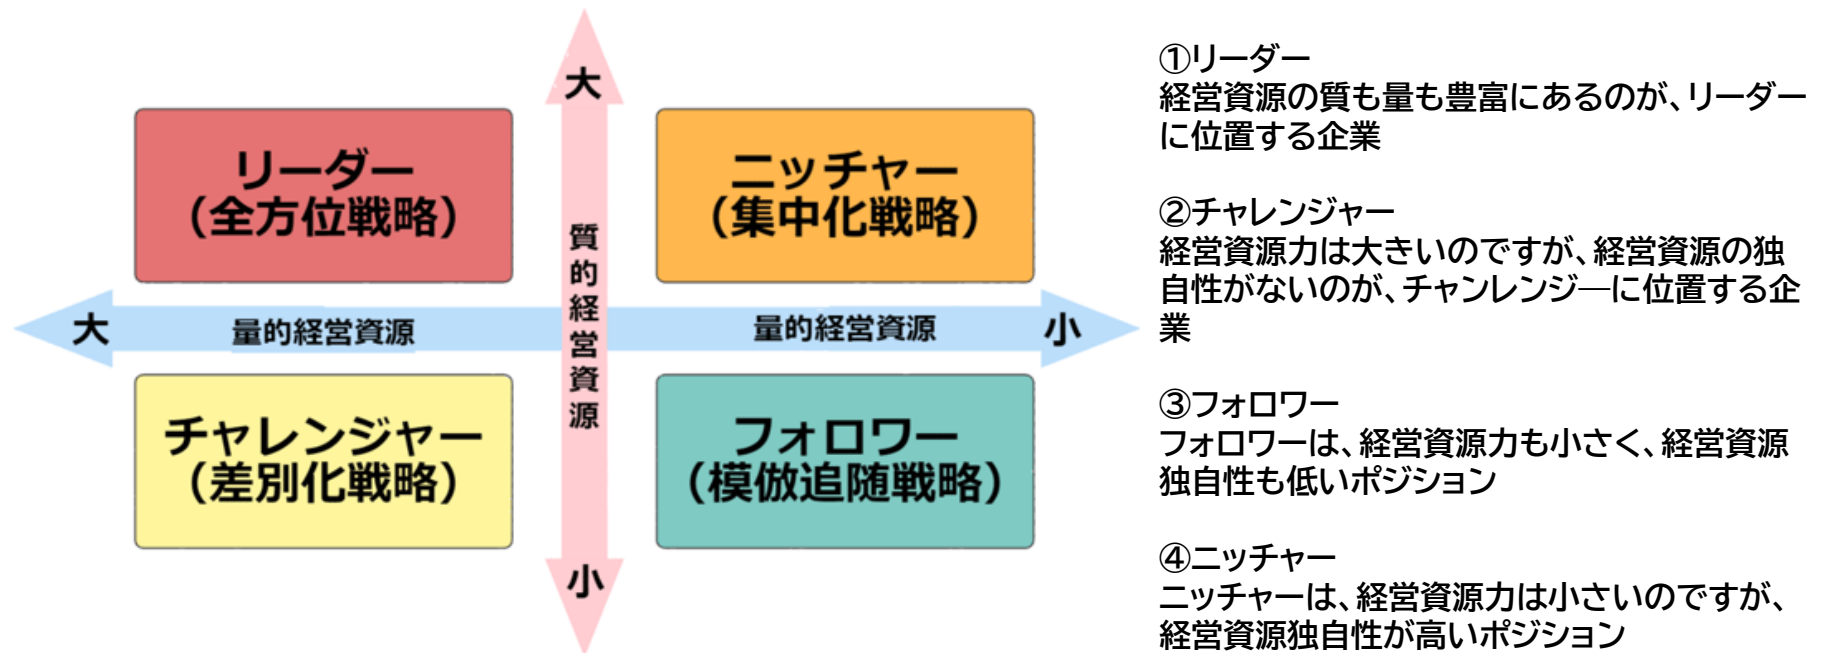 大
リーダー
(全方位戦略)
ニッチャー
(集中化戦略)
質的経営資源
大
量的経営資源
量的経営資源
小
チャレンジャー
(差別化戦略)
フォロワー
(模倣追随戦略)
小
①リーダー
経営資源の質も量も豊富にあるのが、リーダー
に位置する企業
②チャレンジャー
経営資源力は大きいのですが、経営資源の独
自性がないのが、チャンレンジ―に位置する企
業
③フォロワー
フォロワーは、経営資源力も小さく、経営資源
独自性も低いポジション
④ニッチャー
ニッチャーは、経営資源力は小さいのですが、
経営資源独自性が高いポジション